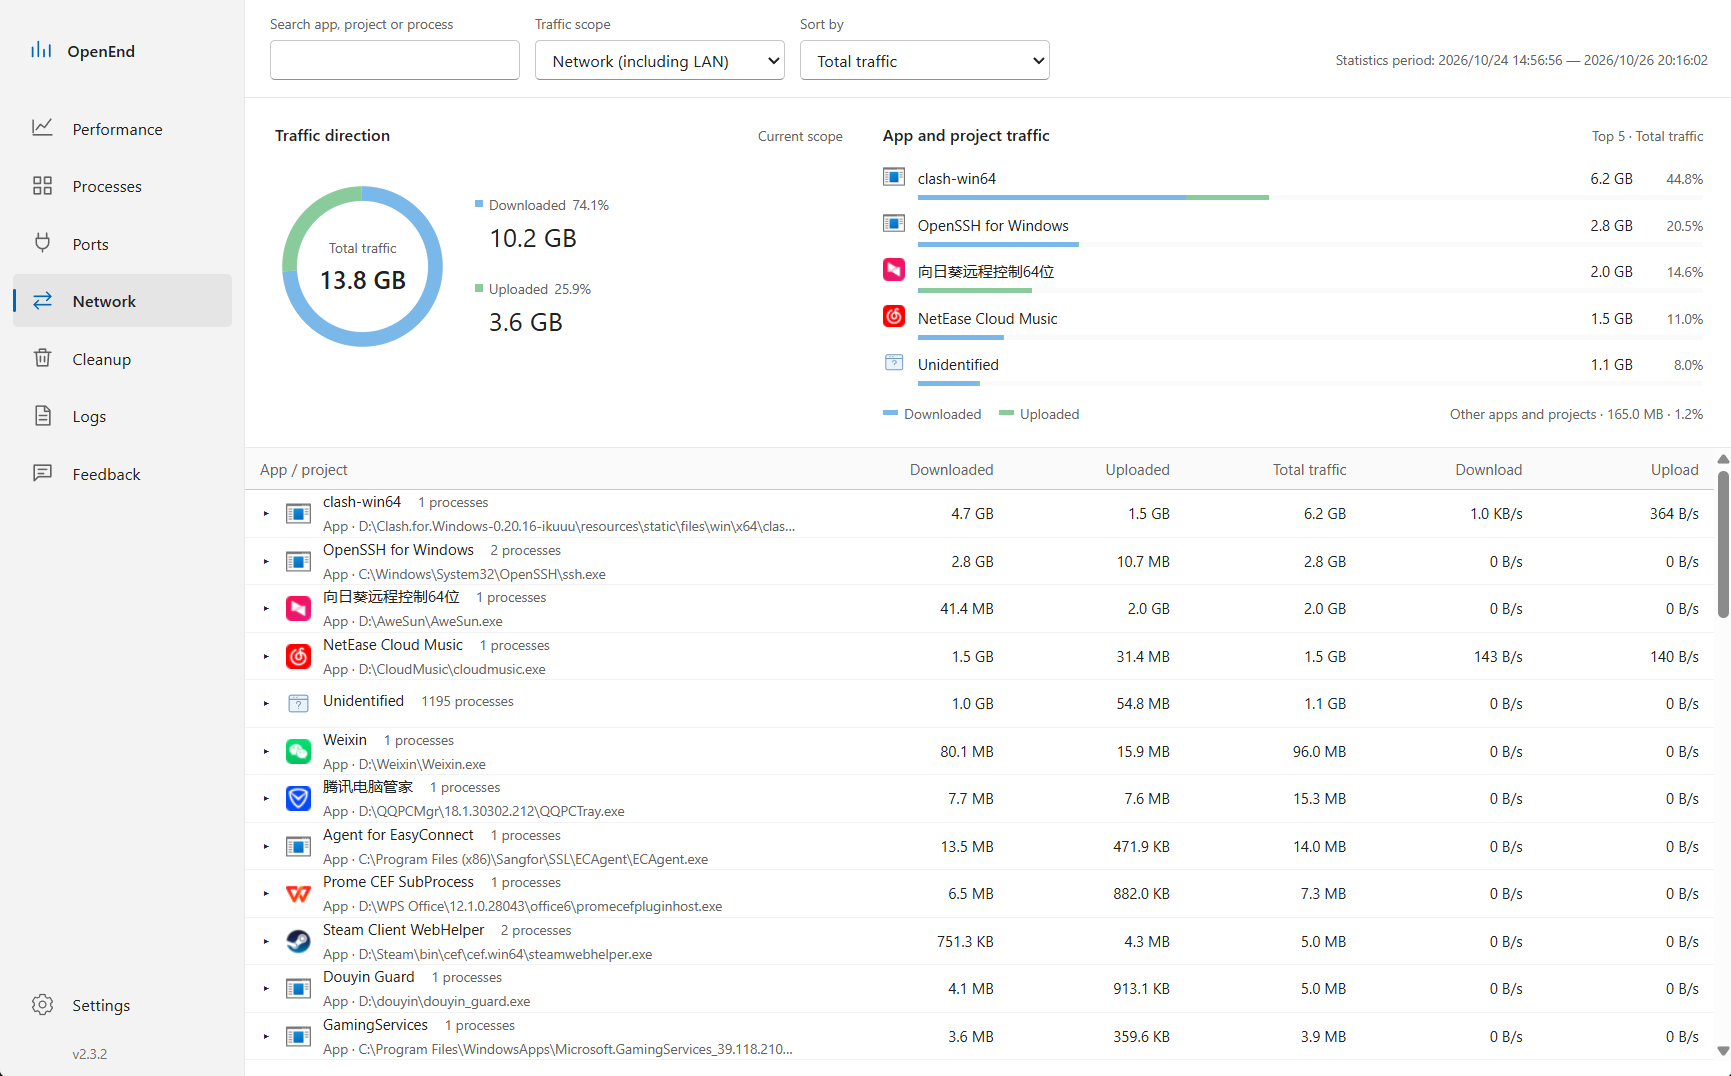 OpenEnd
Performance
Processes
Ports
Network
Cleanup
Logs
Feedback
Settings
v2.3.2
Search app, project or process
Traffic scope
Sort by
Network (including LAN)
Total traffic
Statistics period: 2026/10/24 14:56:56 — 2026/10/26 20:16:02
Traffic direction
Current scope
Total traffic
13.8 GB
Downloaded 74.1%
10.2 GB
Uploaded 25.9%
3.6 GB
App and project traffic
Top 5 · Total traffic
clash-win64 6.2 GB 44.8%
OpenSSH for Windows 2.8 GB 20.5%
向日葵远程控制64位 2.0 GB 14.6%
NetEase Cloud Music 1.5 GB 11.0%
Unidentified 1.1 GB 8.0%
Downloaded Uploaded
Other apps and projects · 165.0 MB · 1.2%
App / project Downloaded Uploaded Total traffic Download Upload
clash-win64 1 processes
App · D:\Clash.for.Windows-0.20.16-ikuuu\resources\static\files\win\x64\clas...
4.7 GB 1.5 GB 6.2 GB 1.0 KB/s 364 B/s
OpenSSH for Windows 2 processes
App · C:\Windows\System32\OpenSSH\ssh.exe
2.8 GB 10.7 MB 2.8 GB 0 B/s 0 B/s
向日葵远程控制64位 1 processes
App · D:\AweSun\AweSun.exe
41.4 MB 2.0 GB 2.0 GB 0 B/s 0 B/s
NetEase Cloud Music 1 processes
App · D:\CloudMusic\cloudmusic.exe
1.5 GB 31.4 MB 1.5 GB 143 B/s 140 B/s
Unidentified 1195 processes
1.0 GB 54.8 MB 1.1 GB 0 B/s 0 B/s
Weixin 1 processes
App · D:\Weixin\Weixin.exe
80.1 MB 15.9 MB 96.0 MB 0 B/s 0 B/s
腾讯电脑管家 1 processes
App · D:\QQPCMgr\18.1.30302.212\QQPCTray.exe
7.7 MB 7.6 MB 15.3 MB 0 B/s 0 B/s
Agent for EasyConnect 1 processes
App · C:\Program Files (x86)\Sangfor\SSL\ECAgent\ECAgent.exe
13.5 MB 471.9 KB 14.0 MB 0 B/s 0 B/s
Prome CEF SubProcess 1 processes
App · D:\WPS Office\12.1.0.28043\office6\promecefpluginhost.exe
6.5 MB 882.0 KB 7.3 MB 0 B/s 0 B/s
Steam Client WebHelper 2 processes
App · D:\Steam\bin\cef\cef.win64\steamwebhelper.exe
751.3 KB 4.3 MB 5.0 MB 0 B/s 0 B/s
Douyin Guard 1 processes
App · D:\douyin\douyin_guard.exe
4.1 MB 913.1 KB 5.0 MB 0 B/s 0 B/s
GamingServices 1 processes
App · C:\Program Files\WindowsApps\Microsoft.GamingServices_39.118.210...
3.6 MB 359.6 KB 3.9 MB 0 B/s 0 B/s